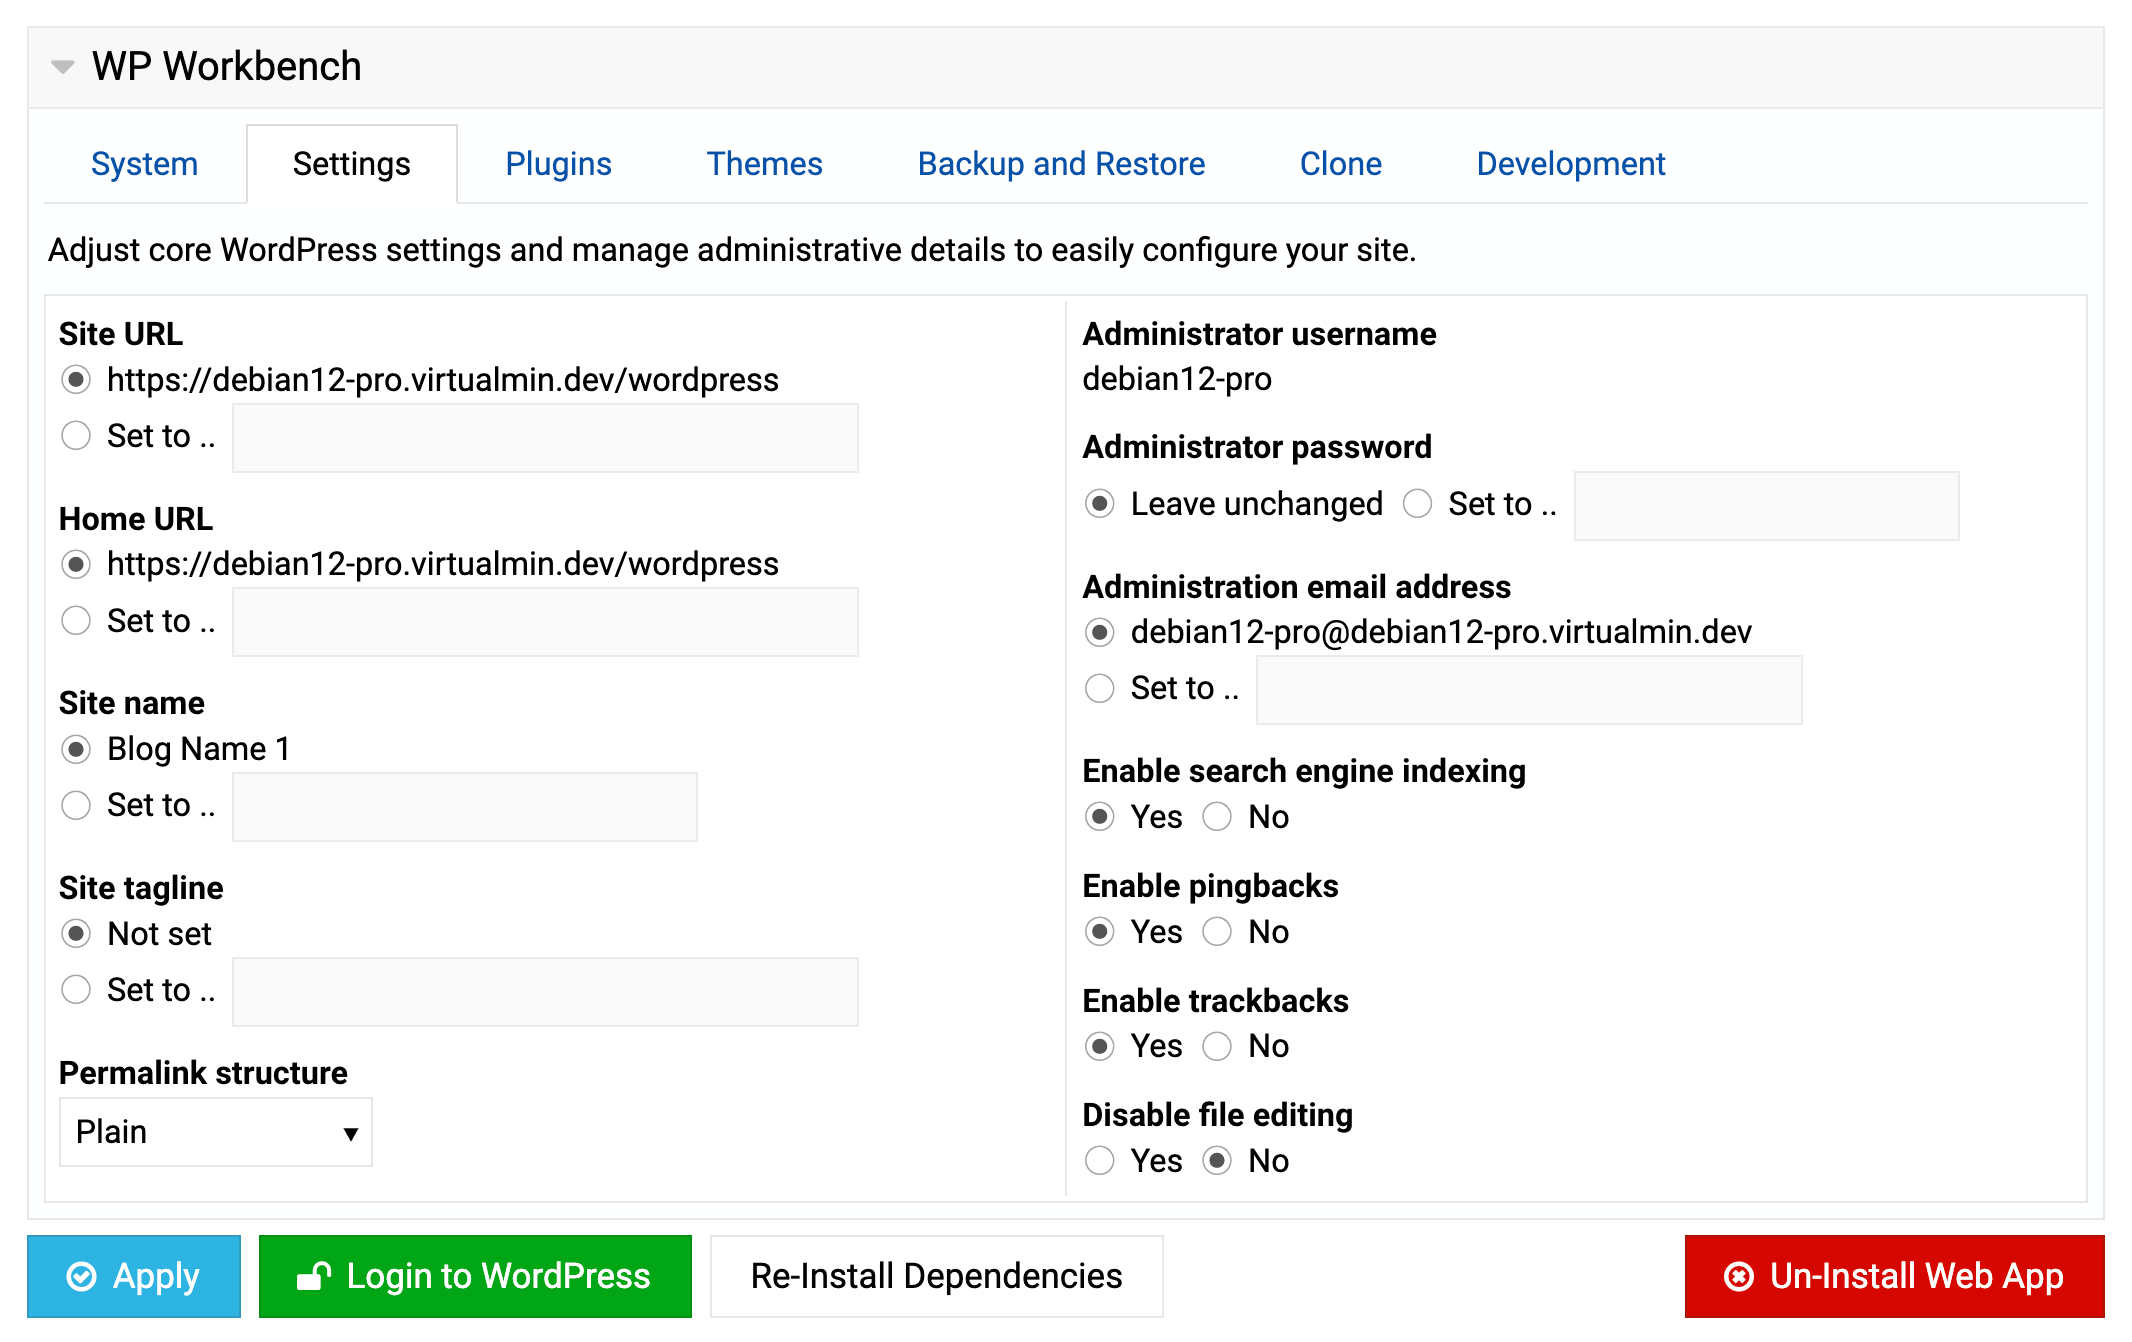 WP Workbench
System Settings Plugins Themes Backup and Restore Clone Development
Adjust core WordPress settings and manage administrative details to easily configure your site.
Site URL
https://debian12-pro.virtualmin.dev/wordpress
Set to ..
Home URL
https://debian12-pro.virtualmin.dev/wordpress
Set to ..
Site name
Blog Name 1
Set to ..
Site tagline
Not set
Set to ..
Permalink structure
Plain
Administrator username
debian12-pro
Administrator password
Leave unchanged Set to ..
Administration email address
debian12-pro@debian12-pro.virtualmin.dev
Set to ..
Enable search engine indexing
Yes No
Enable pingbacks
Yes No
Enable trackbacks
Yes No
Disable file editing
Yes No
Apply Login to WordPress Re-Install Dependencies Un-Install Web App